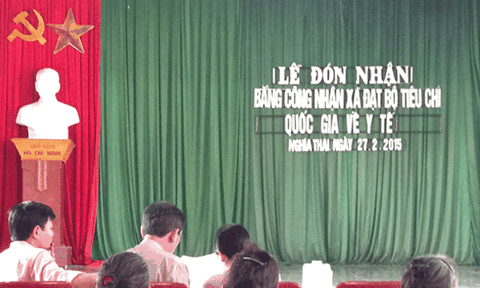 CHỦ TỊCH
HỒ CHÍ MINH
LỄ ĐÓN NHẬN
BẰNG CÔNG NHẬN XÃ ĐẠT BỘ TIÊU CHÍ
QUỐC GIA VỀ Y TẾ
NGHĨA THÁI, NGÀY 27.2.2015